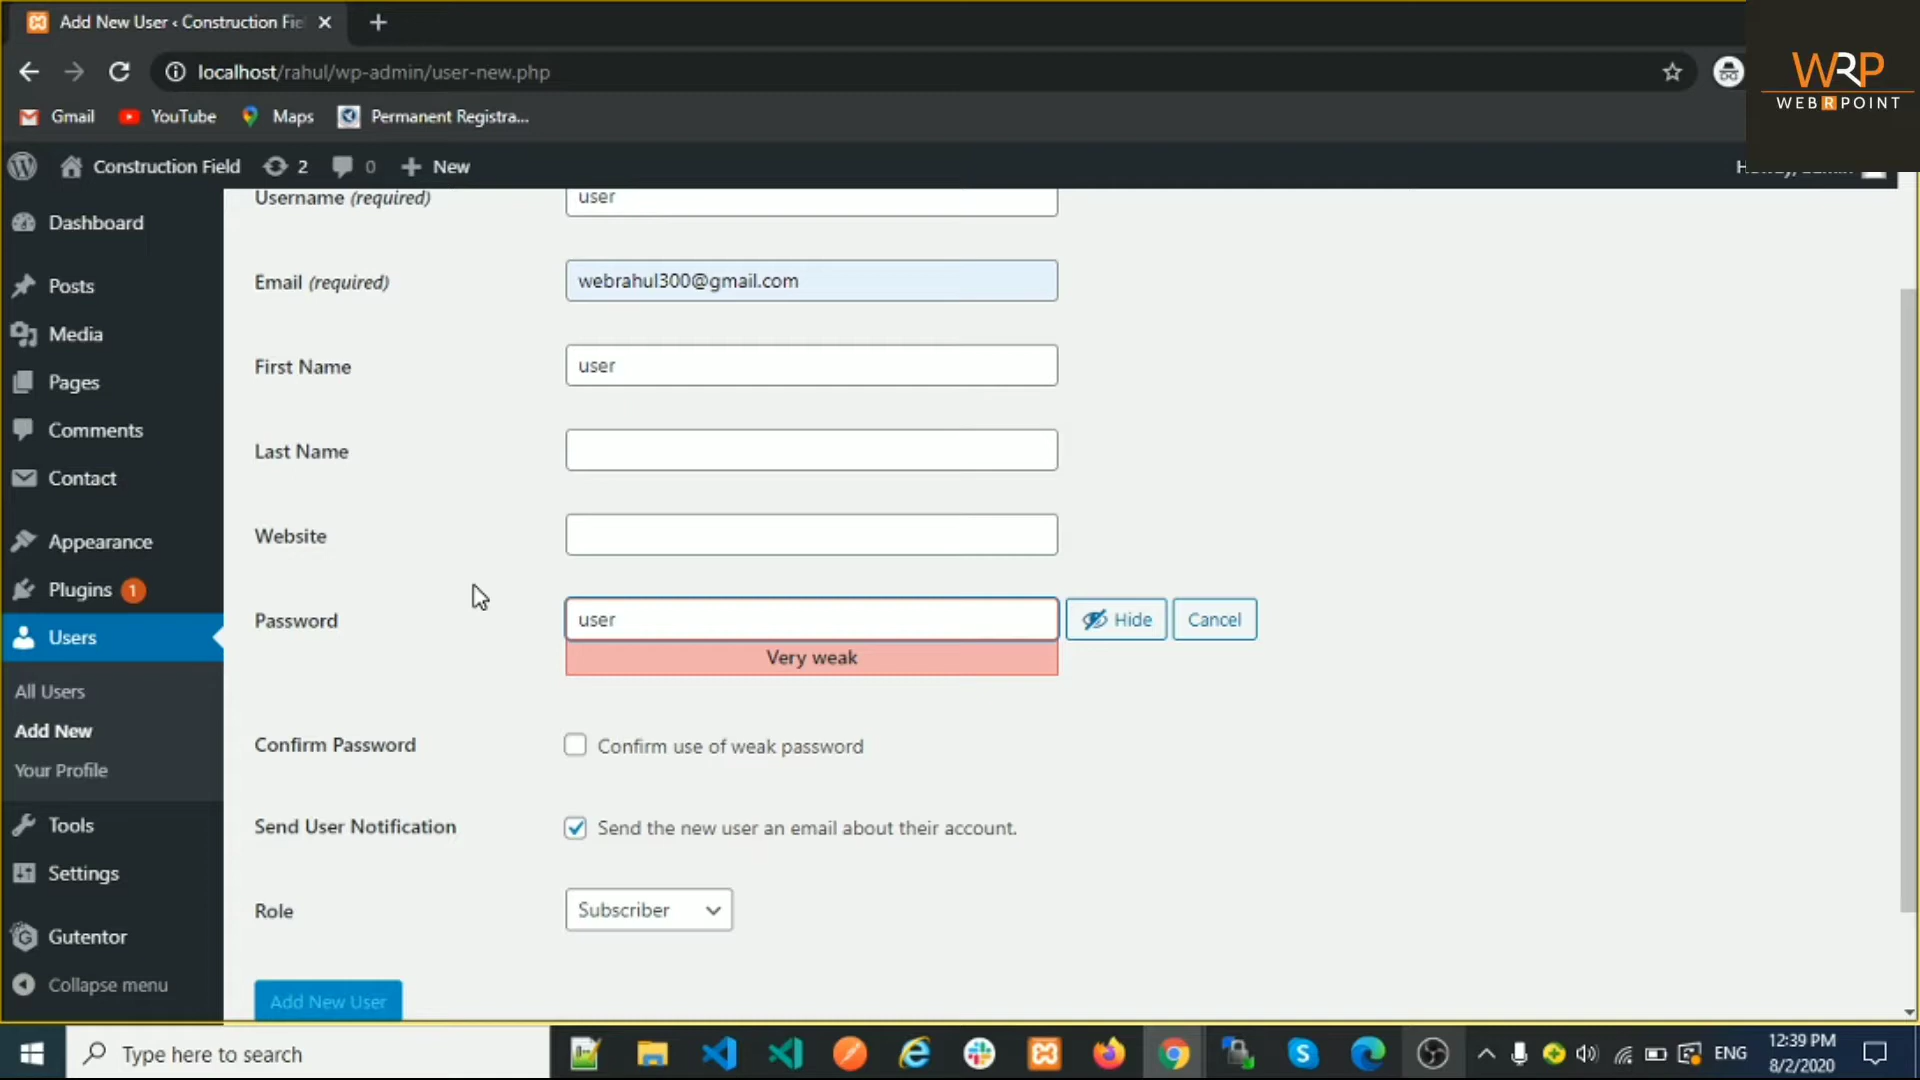 Add New User ‹ Construction Fie
WRP
WEBRPOINT
localhost/rahul/wp-admin/user-new.php
Gmail YouTube Maps Permanent Registra...
Construction Field 2 0 New
Username (required) user
Dashboard
Email (required) webrahul300@gmail.com
Posts
Media
First Name user
Pages
Comments
Last Name
Contact
Website
Appearance
Plugins 1
Password user Hide Cancel
Users
Very weak
All Users
Add New
Confirm Password Confirm use of weak password
Your Profile
Tools
Send User Notification Send the new user an email about their account.
Settings
Role Subscriber
Gutentor
Collapse menu
Add New User
Type here to search
ENG
12:39 PM
8/2/2020